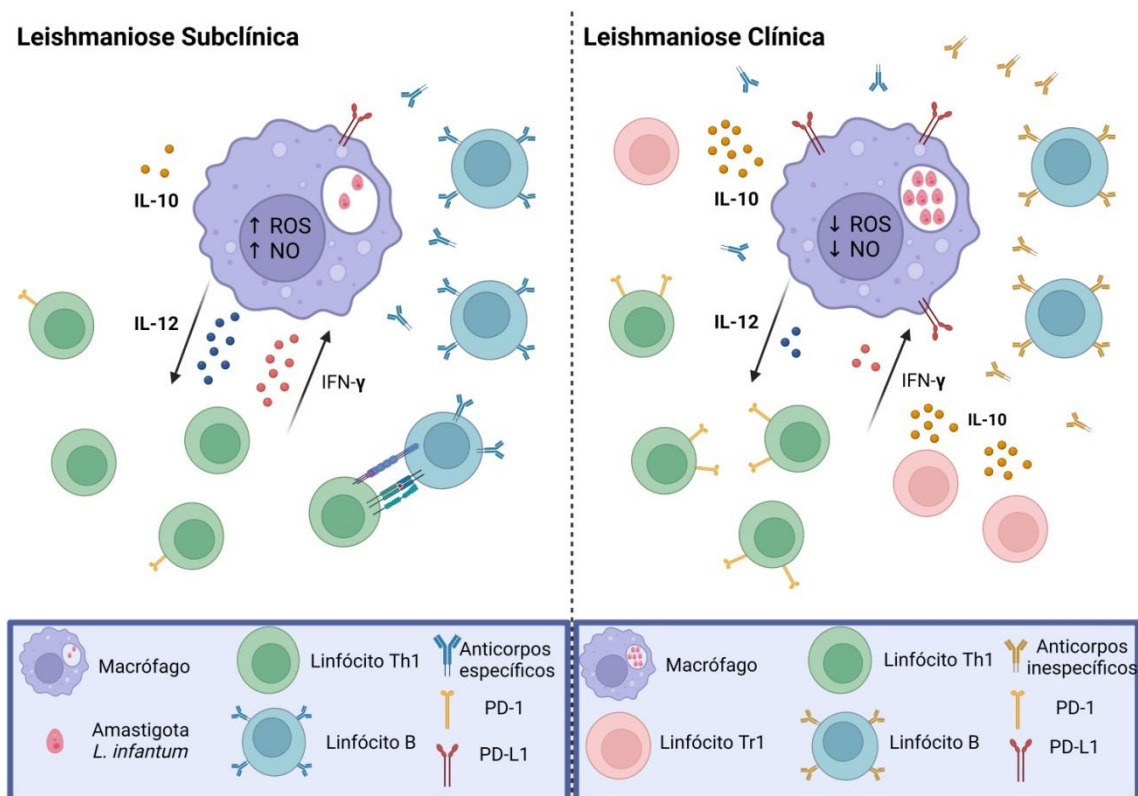 Leishmaniose Subclínica
IL-10
↑ ROS
↑ NO
IL-12
IFN-γ
Macrófago
Amastigota
L. infantum
Linfócito Th1
Linfócito B
Anticorpos
específicos
PD-1
PD-L1
Leishmaniose Clínica
IL-10
↓ ROS
↓ NO
IL-12
IFN-γ
IL-10
Macrófago
Linfócito Tr1
Linfócito Th1
Linfócito B
Anticorpos
inespecíficos
PD-1
PD-L1